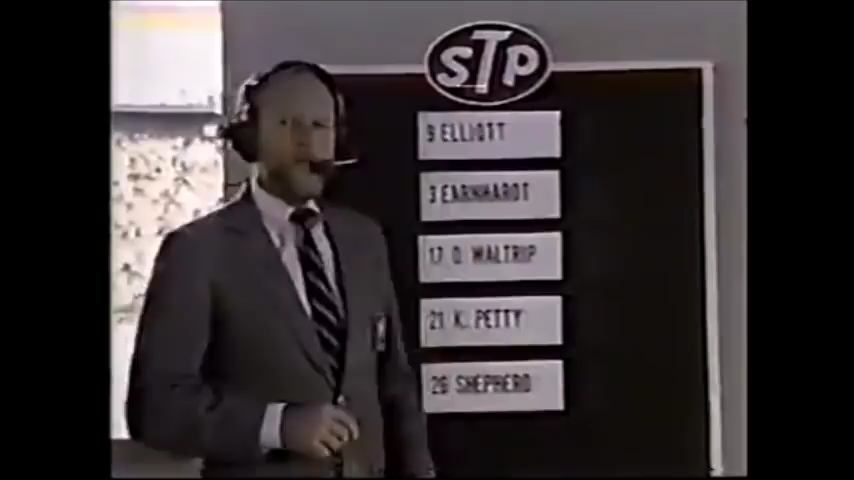 STP
9 ELLIOTT
3 EARNHARDT
17 D. WALTRIP
21 K. PETTY
26 SHEPHERD